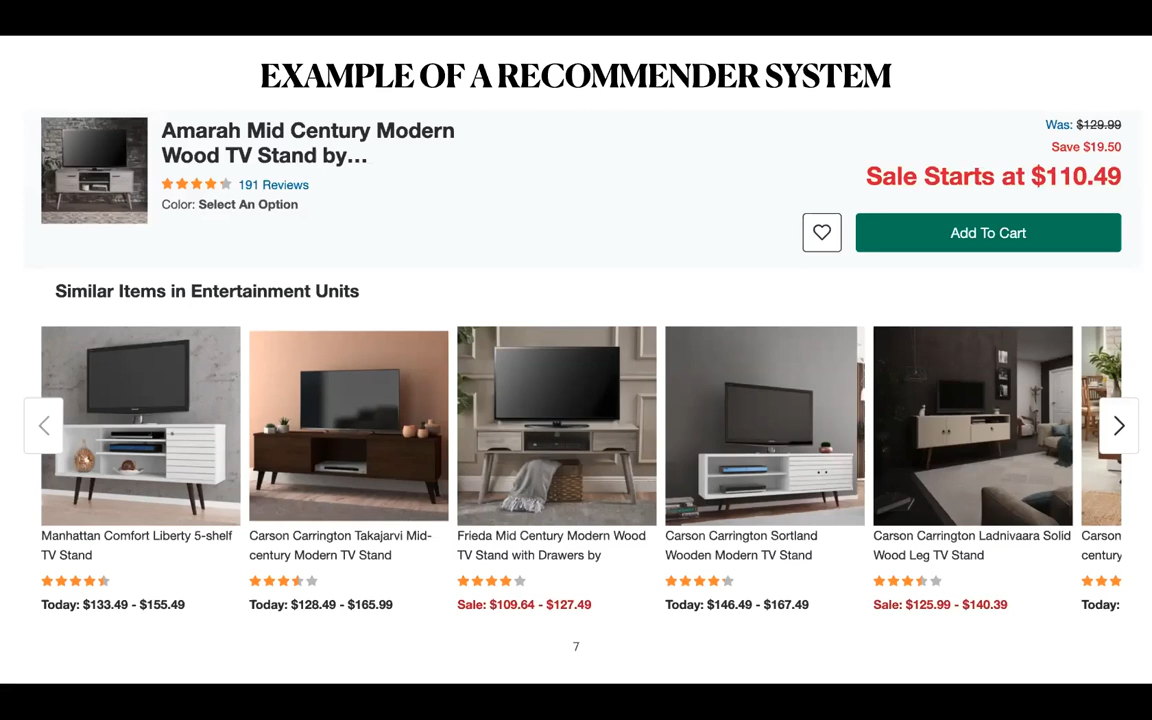 EXAMPLE OF A RECOMMENDER SYSTEM
Amarah Mid Century Modern
Wood TV Stand by...
191 Reviews
Color: Select An Option
Was: $129.99
Save $19.50
Sale Starts at $110.49
Add To Cart
Similar Items in Entertainment Units
Manhattan Comfort Liberty 5-shelf
TV Stand
Today: $133.49 - $155.49
Carson Carrington Takajarvi Mid-
century Modern TV Stand
Today: $128.49 - $165.99
Frieda Mid Century Modern Wood
TV Stand with Drawers by
Sale: $109.64 - $127.49
Carson Carrington Sortland
Wooden Modern TV Stand
Today: $146.49 - $167.49
Carson Carrington Ladnivaara Solid
Wood Leg TV Stand
Sale: $125.99 - $140.39
Carson
century
Today:
7